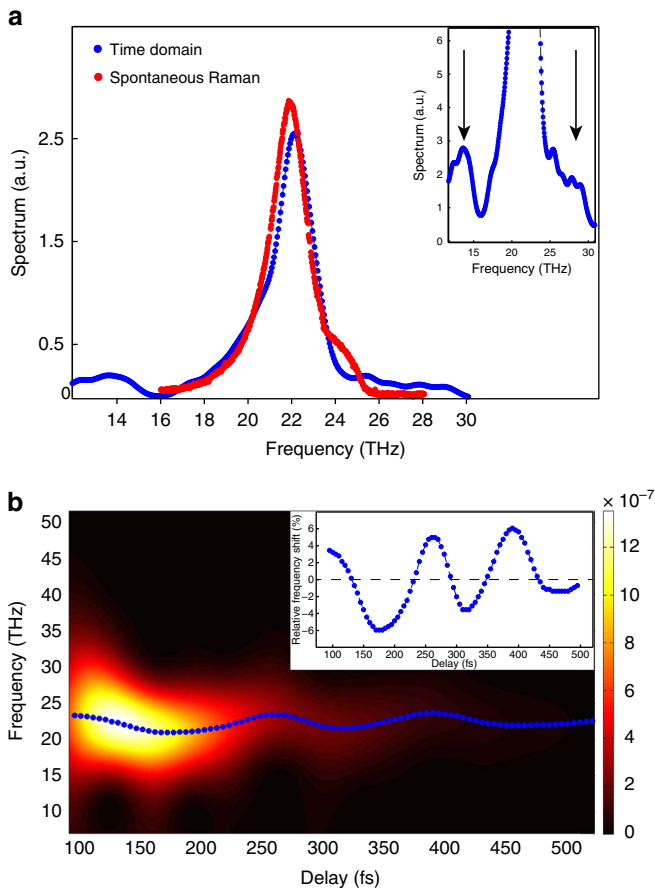 a
Time domain
Spontaneous Raman
Spectrum (a.u.)
2.5
1.5
0.5
0
14 16 18 20 22 24 26 28 30
Frequency (THz)
Spectrum (a.u.)
6
5
4
3
2
1
0
15 20 25 30
Frequency (THz)
b
Frequency (THz)
50
45
40
35
30
25
20
15
10
100 150 200 250 300 350 400 450 500
Delay (fs)
Relative frequency shift (%)
6
4
2
0
−2
−4
−6
100 150 200 250 300 350 400 450 500
Delay (fs)
× 10⁻⁷
12
10
8
6
4
2
0